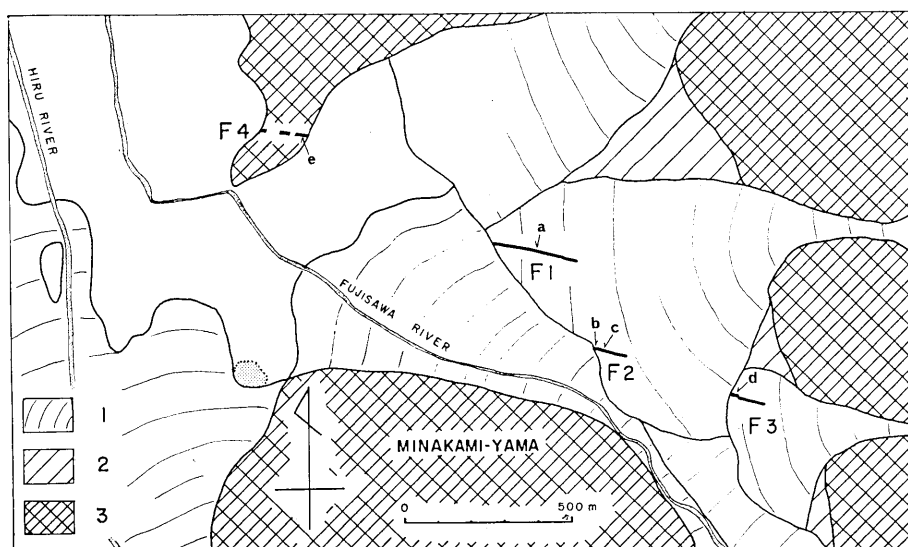 HIRU RIVER
F4
e
a
F1
FUJISAWA RIVER
b
c
F2
d
F3
1
2
3
MINAKAMI-YAMA
0
500 m